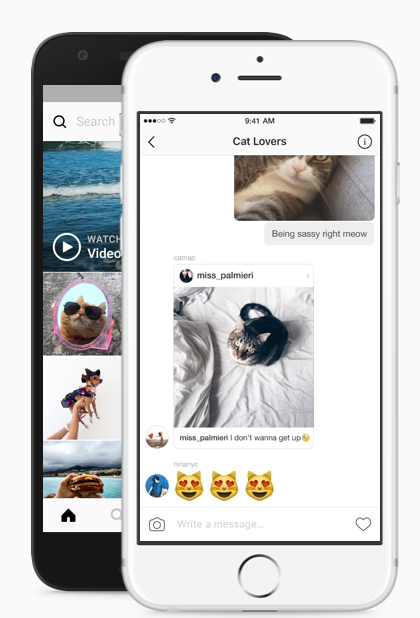 9:41 AM
Cat Lovers
Search
Being sassy right meow
WATCH
Video
catnap
miss_palmieri
miss_palmieri I don't wanna get up😴
ninanyc
😻😻😻
Write a message...